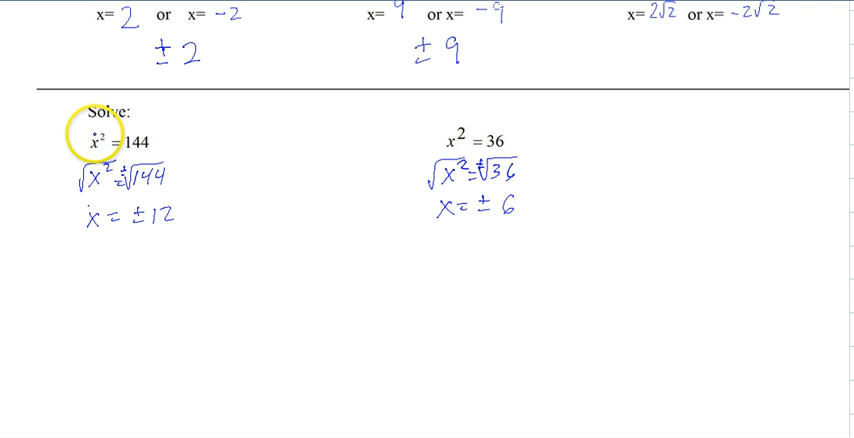 x= 2 or x= -2
x= 9 or x= -9
x= 2√2 or x= -2√2
± 2
± 9
Solve:
x² = 144
x² = 36
√x² = ±√144
√x² = ±√36
x = ±12
x = ± 6